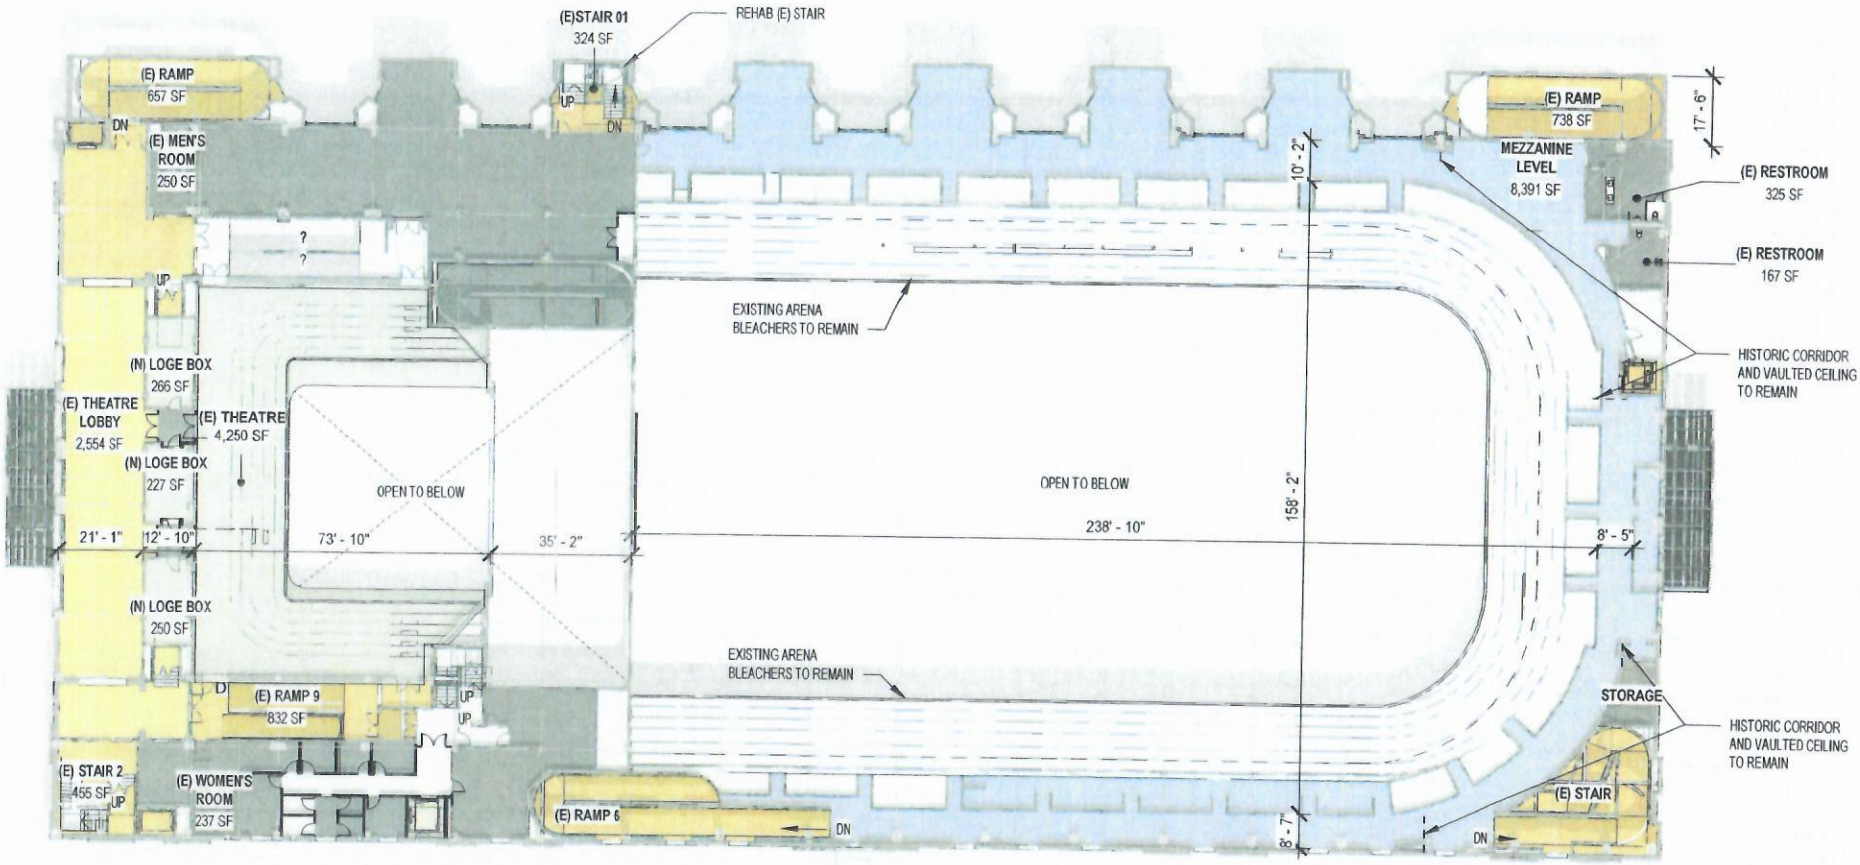 (E)STAIR 01
324 SF
REHAB (E) STAIR
(E) RAMP
657 SF
UP
DN
DN
(E) RAMP
738 SF
17' - 6"
(E) MEN'S
ROOM
250 SF
10' - 2"
MEZZANINE
LEVEL
8,391 SF
(E) RESTROOM
325 SF
?
?
(E) RESTROOM
167 SF
UP
EXISTING ARENA
BLEACHERS TO REMAIN
HISTORIC CORRIDOR
AND VAULTED CEILING
TO REMAIN
(N) LOGE BOX
266 SF
(E) THEATRE
LOBBY
2,554 SF
(E) THEATRE
4,250 SF
(N) LOGE BOX
227 SF
OPEN TO BELOW
OPEN TO BELOW
158' - 2"
21' - 1"
12' - 10"
73' - 10"
35' - 2"
238' - 10"
8' - 5"
(N) LOGE BOX
250 SF
EXISTING ARENA
BLEACHERS TO REMAIN
D
(E) RAMP 9
832 SF
UP
UP
STORAGE
HISTORIC CORRIDOR
AND VAULTED CEILING
TO REMAIN
(E) STAIR 2
455 SF
UP
(E) WOMEN'S
ROOM
237 SF
(E) RAMP 6
DN
8' - 7"
(E) STAIR
DN